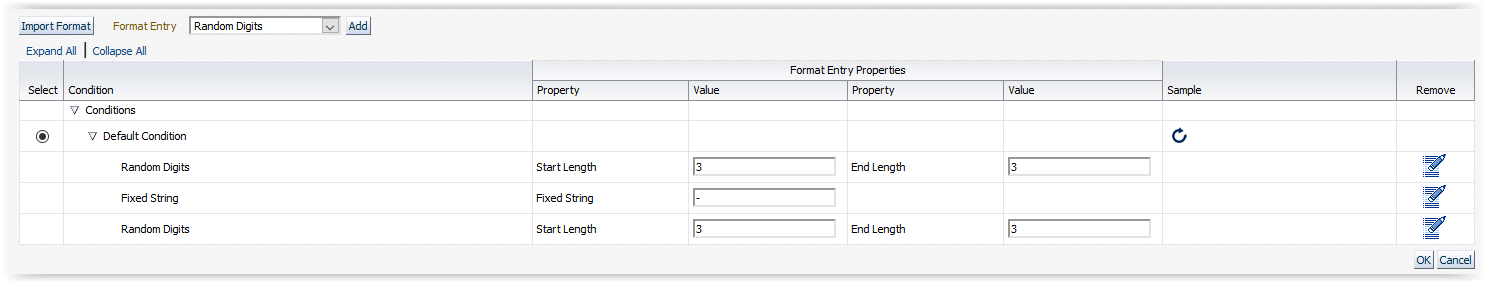 Import Format Format Entry Random Digits Add
Expand All Collapse All
Format Entry Properties
Select Condition Property Value Property Value Sample Remove
Conditions
Default Condition
Random Digits Start Length 3 End Length 3
Fixed String Fixed String -
Random Digits Start Length 3 End Length 3
OK Cancel